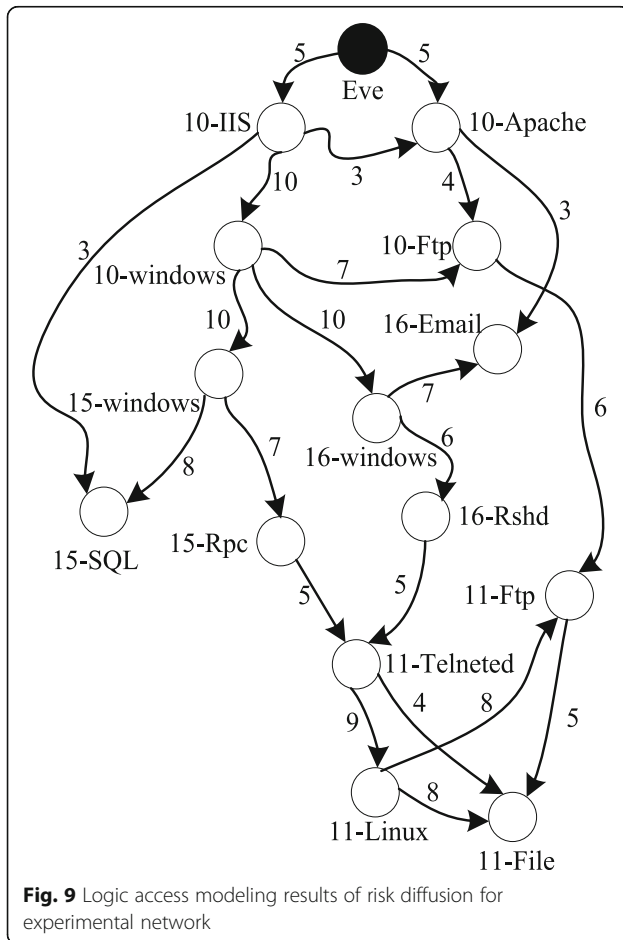 5
5
Eve
10-IIS
10-Apache
3
10
4
3
3
10-windows
7
10-Ftp
10
10
16-Email
15-windows
7
6
16-windows
6
8
7
15-SQL
15-Rpc
16-Rshd
5
5
11-Ftp
11-Telneted
4
8
9
5
11-Linux
8
11-File
Fig. 9 Logic access modeling results of risk diffusion for
experimental network